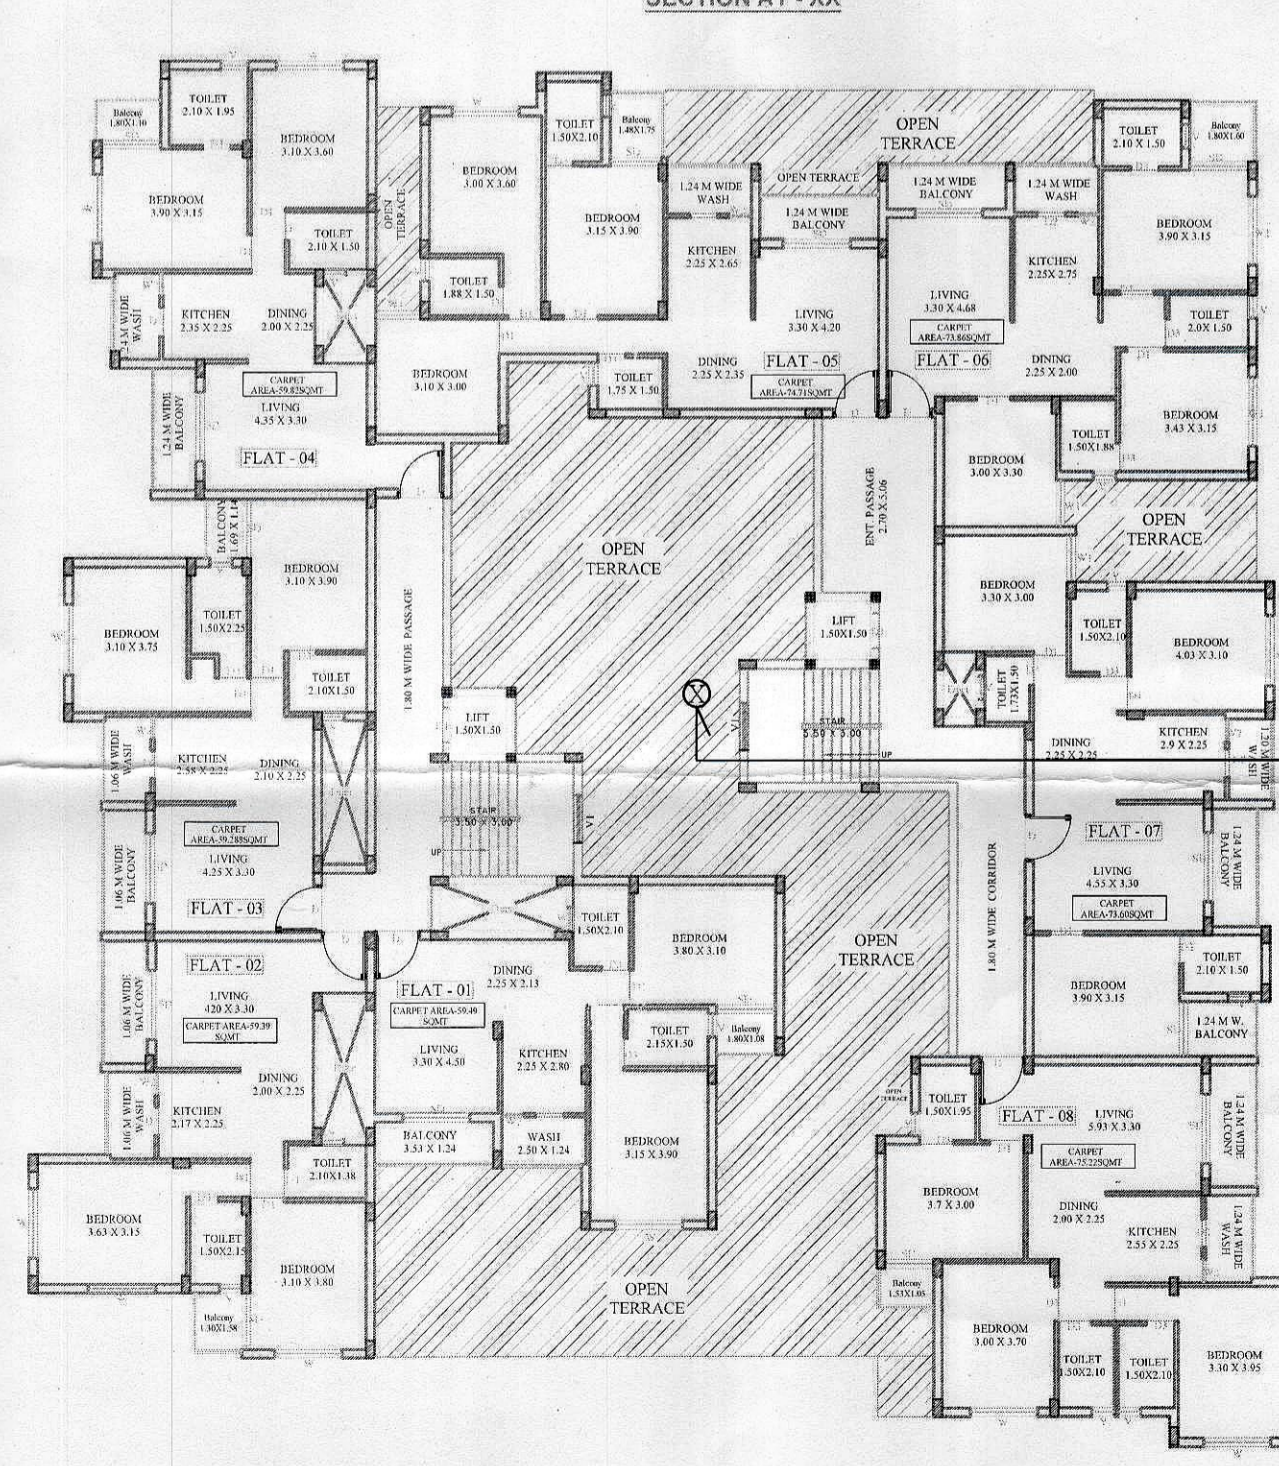 SECTION AT - XX
TOILET
2.10 X 1.95
Balcony
1.80X1.10
BEDROOM
3.10 X 3.60
BEDROOM
3.90 X 3.15
TOILET
2.10 X 1.50
OPEN
TERRACE
KITCHEN
2.35 X 2.25
DINING
2.00 X 2.25
WASH
CARPET
AREA-59.82SQMT
LIVING
4.35 X 3.30
1.24 M WIDE
BALCONY
FLAT - 04
BEDROOM
3.00 X 3.60
TOILET
1.50X2.10
Balcony
1.48X1.75
BEDROOM
3.15 X 3.90
TOILET
1.88 X 1.50
BEDROOM
3.10 X 3.00
TOILET
1.75 X 1.50
OPEN
TERRACE
OPEN TERRACE
1.24 M WIDE
WASH
1.24 M WIDE
BALCONY
KITCHEN
2.25 X 2.65
LIVING
3.30 X 4.20
DINING
2.25 X 2.35
FLAT - 05
CARPET
AREA-74.71SQMT
1.24 M WIDE
BALCONY
1.24 M WIDE
WASH
TOILET
2.10 X 1.50
Balcony
1.80X1.60
BEDROOM
3.90 X 3.15
KITCHEN
2.25X 2.75
LIVING
3.30 X 4.68
CARPET
AREA-73.86SQMT
FLAT - 06
TOILET
2.0X 1.50
DINING
2.25 X 2.00
BEDROOM
3.43 X 3.15
TOILET
1.50X1.88
BEDROOM
3.00 X 3.30
OPEN
TERRACE
ENT PASSAGE
2.70 X 5.06
OPEN
TERRACE
BALCONY
1.69 X 1.14
BEDROOM
3.10 X 3.90
BEDROOM
3.10 X 3.75
TOILET
1.50X2.25
TOILET
2.10X1.50
1.80 M WIDE PASSAGE
LIFT
1.50X1.50
LIFT
1.50X1.50
X
STAIR
3.50 X 3.00
UP
V1
BEDROOM
3.30 X 3.00
TOILET
1.50X2.10
BEDROOM
4.03 X 3.10
TOILET
1.73X1.50
DINING
2.25 X 2.25
KITCHEN
2.9 X 2.25
1.20 M WIDE
WASH
1.06 M WIDE
WASH
KITCHEN
2.58 X 2.25
DINING
2.10 X 2.25
CARPET
AREA-59.288SQMT
LIVING
4.25 X 3.30
1.06 M WIDE
BALCONY
FLAT - 03
STAIR
3.50 X 3.00
UP
V1
FLAT - 07
LIVING
4.55 X 3.30
CARPET
AREA-73.60SQMT
1.24 M WIDE
BALCONY
1.80 M WIDE CORRIDOR
OPEN
TERRACE
BEDROOM
3.90 X 3.15
TOILET
2.10 X 1.50
1.24 M W.
BALCONY
FLAT - 02
LIVING
420 X 3.30
CARPET AREA-59.39
SQMT
1.06 M WIDE
BALCONY
DINING
2.00 X 2.25
1.06 M WIDE
WASH
KITCHEN
2.17 X 2.25
TOILET
2.10X1.38
BEDROOM
3.63 X 3.15
TOILET
1.50X2.15
BEDROOM
3.10 X 3.80
Balcony
1.30X1.58
FLAT - 01
CARPET AREA-59.49
SQMT
DINING
2.25 X 2.13
TOILET
1.50X2.10
BEDROOM
3.80 X 3.10
LIVING
3.30 X 4.50
KITCHEN
2.25 X 2.80
TOILET
2.15X1.50
Balcony
1.80X1.08
BALCONY
3.53 X 1.24
WASH
2.50 X 1.24
BEDROOM
3.15 X 3.90
OPEN
TERRACE
OPEN
TERRACE
TOILET
1.50X1.95
FLAT - 08
LIVING
5.93 X 3.30
CARPET
AREA-75.22SQMT
1.24 M WIDE
BALCONY
BEDROOM
3.7 X 3.00
DINING
2.00 X 2.25
KITCHEN
2.55 X 2.25
1.24 M WIDE
WASH
Balcony
1.53X1.05
BEDROOM
3.00 X 3.70
TOILET
1.50X2.10
TOILET
1.50X2.10
BEDROOM
3.30 X 3.95